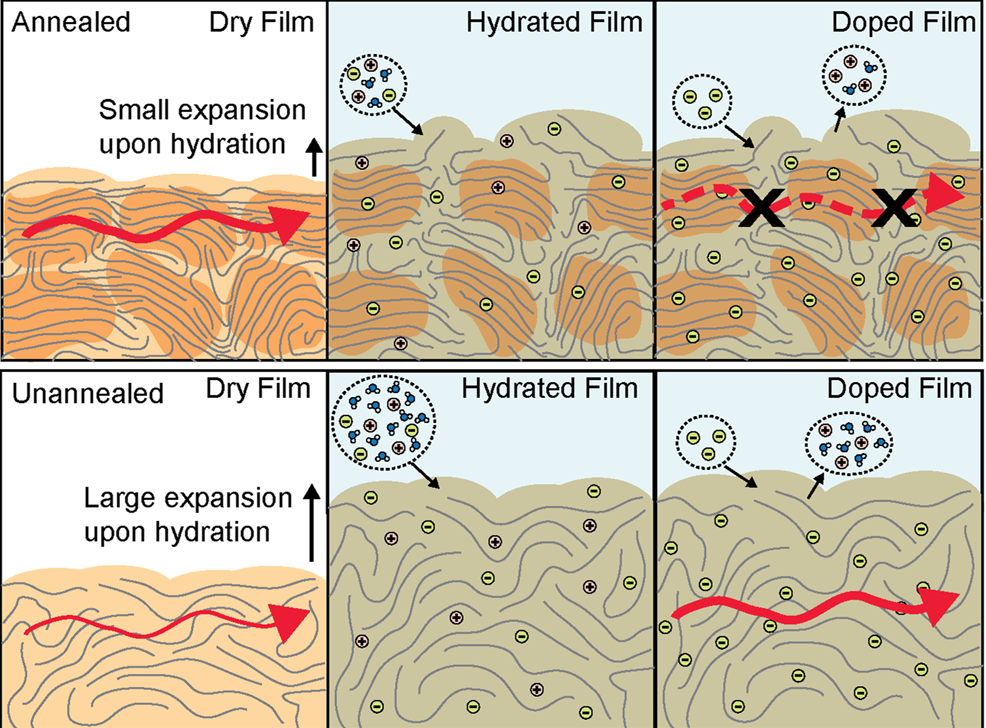 Annealed
Dry Film
Small expansion
upon hydration
Hydrated Film
Doped Film
Unannealed
Dry Film
Large expansion
upon hydration
Hydrated Film
Doped Film